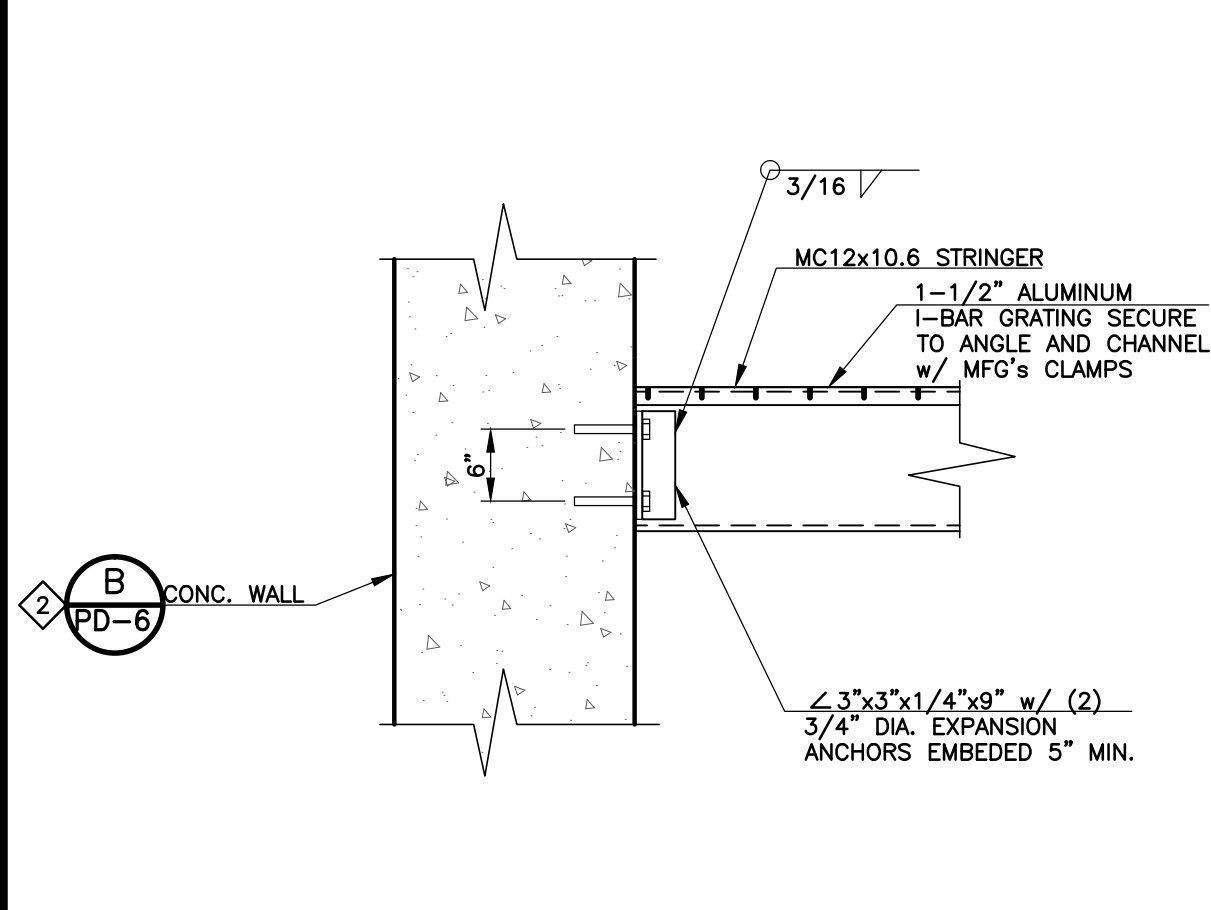 3/16
MC12x10.6 STRINGER
1-1/2" ALUMINUM
I-BAR GRATING SECURE
TO ANGLE AND CHANNEL
w/ MFG's CLAMPS
6"
2
B
PD-6
CONC. WALL
∠ 3"x3"x1/4"x9" w/ (2)
3/4" DIA. EXPANSION
ANCHORS EMBEDED 5" MIN.